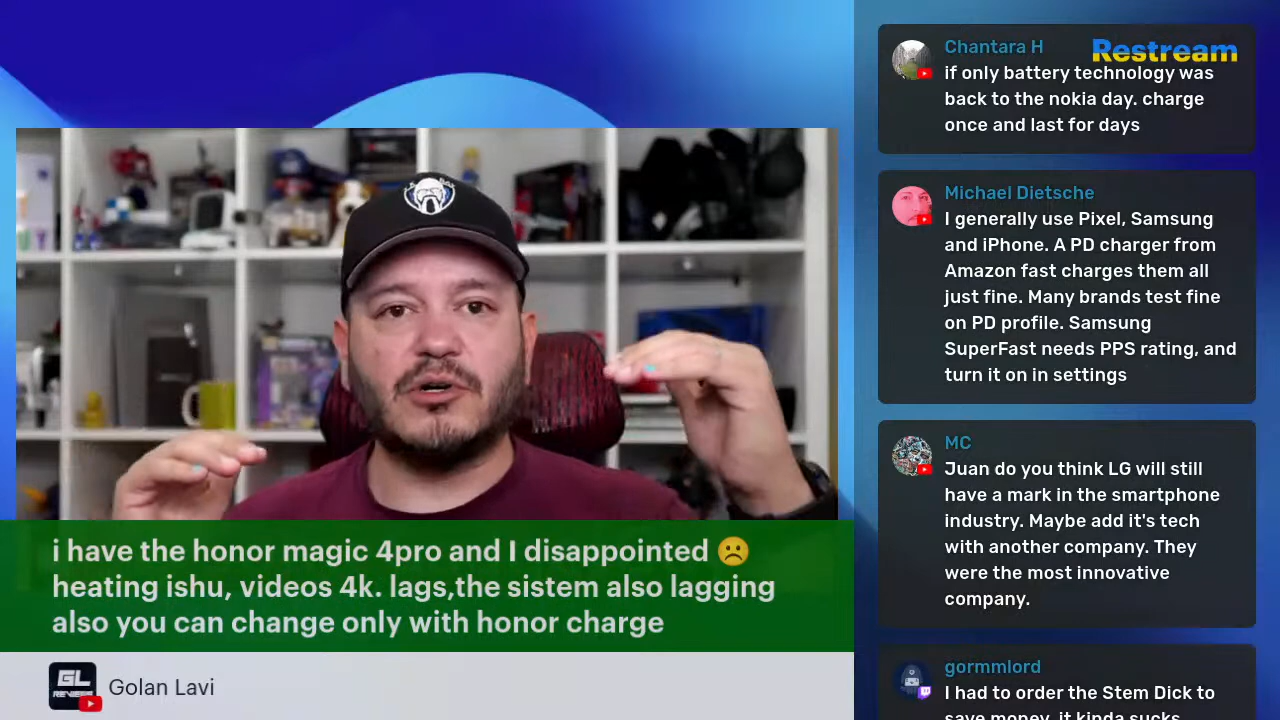 Restream
Chantara H
if only battery technology was
back to the nokia day. charge
once and last for days
Michael Dietsche
I generally use Pixel, Samsung
and iPhone. A PD charger from
Amazon fast charges them all
just fine. Many brands test fine
on PD profile. Samsung
SuperFast needs PPS rating, and
turn it on in settings
MC
Juan do you think LG will still
have a mark in the smartphone
industry. Maybe add it's tech
with another company. They
were the most innovative
company.
gormmlord
I had to order the Stem Dick to
save money, it kinda sucks
i have the honor magic 4pro and I disappointed ☹️
heating ishu, videos 4k. lags,the sistem also lagging
also you can change only with honor charge
GL
REVIEWS
Golan Lavi